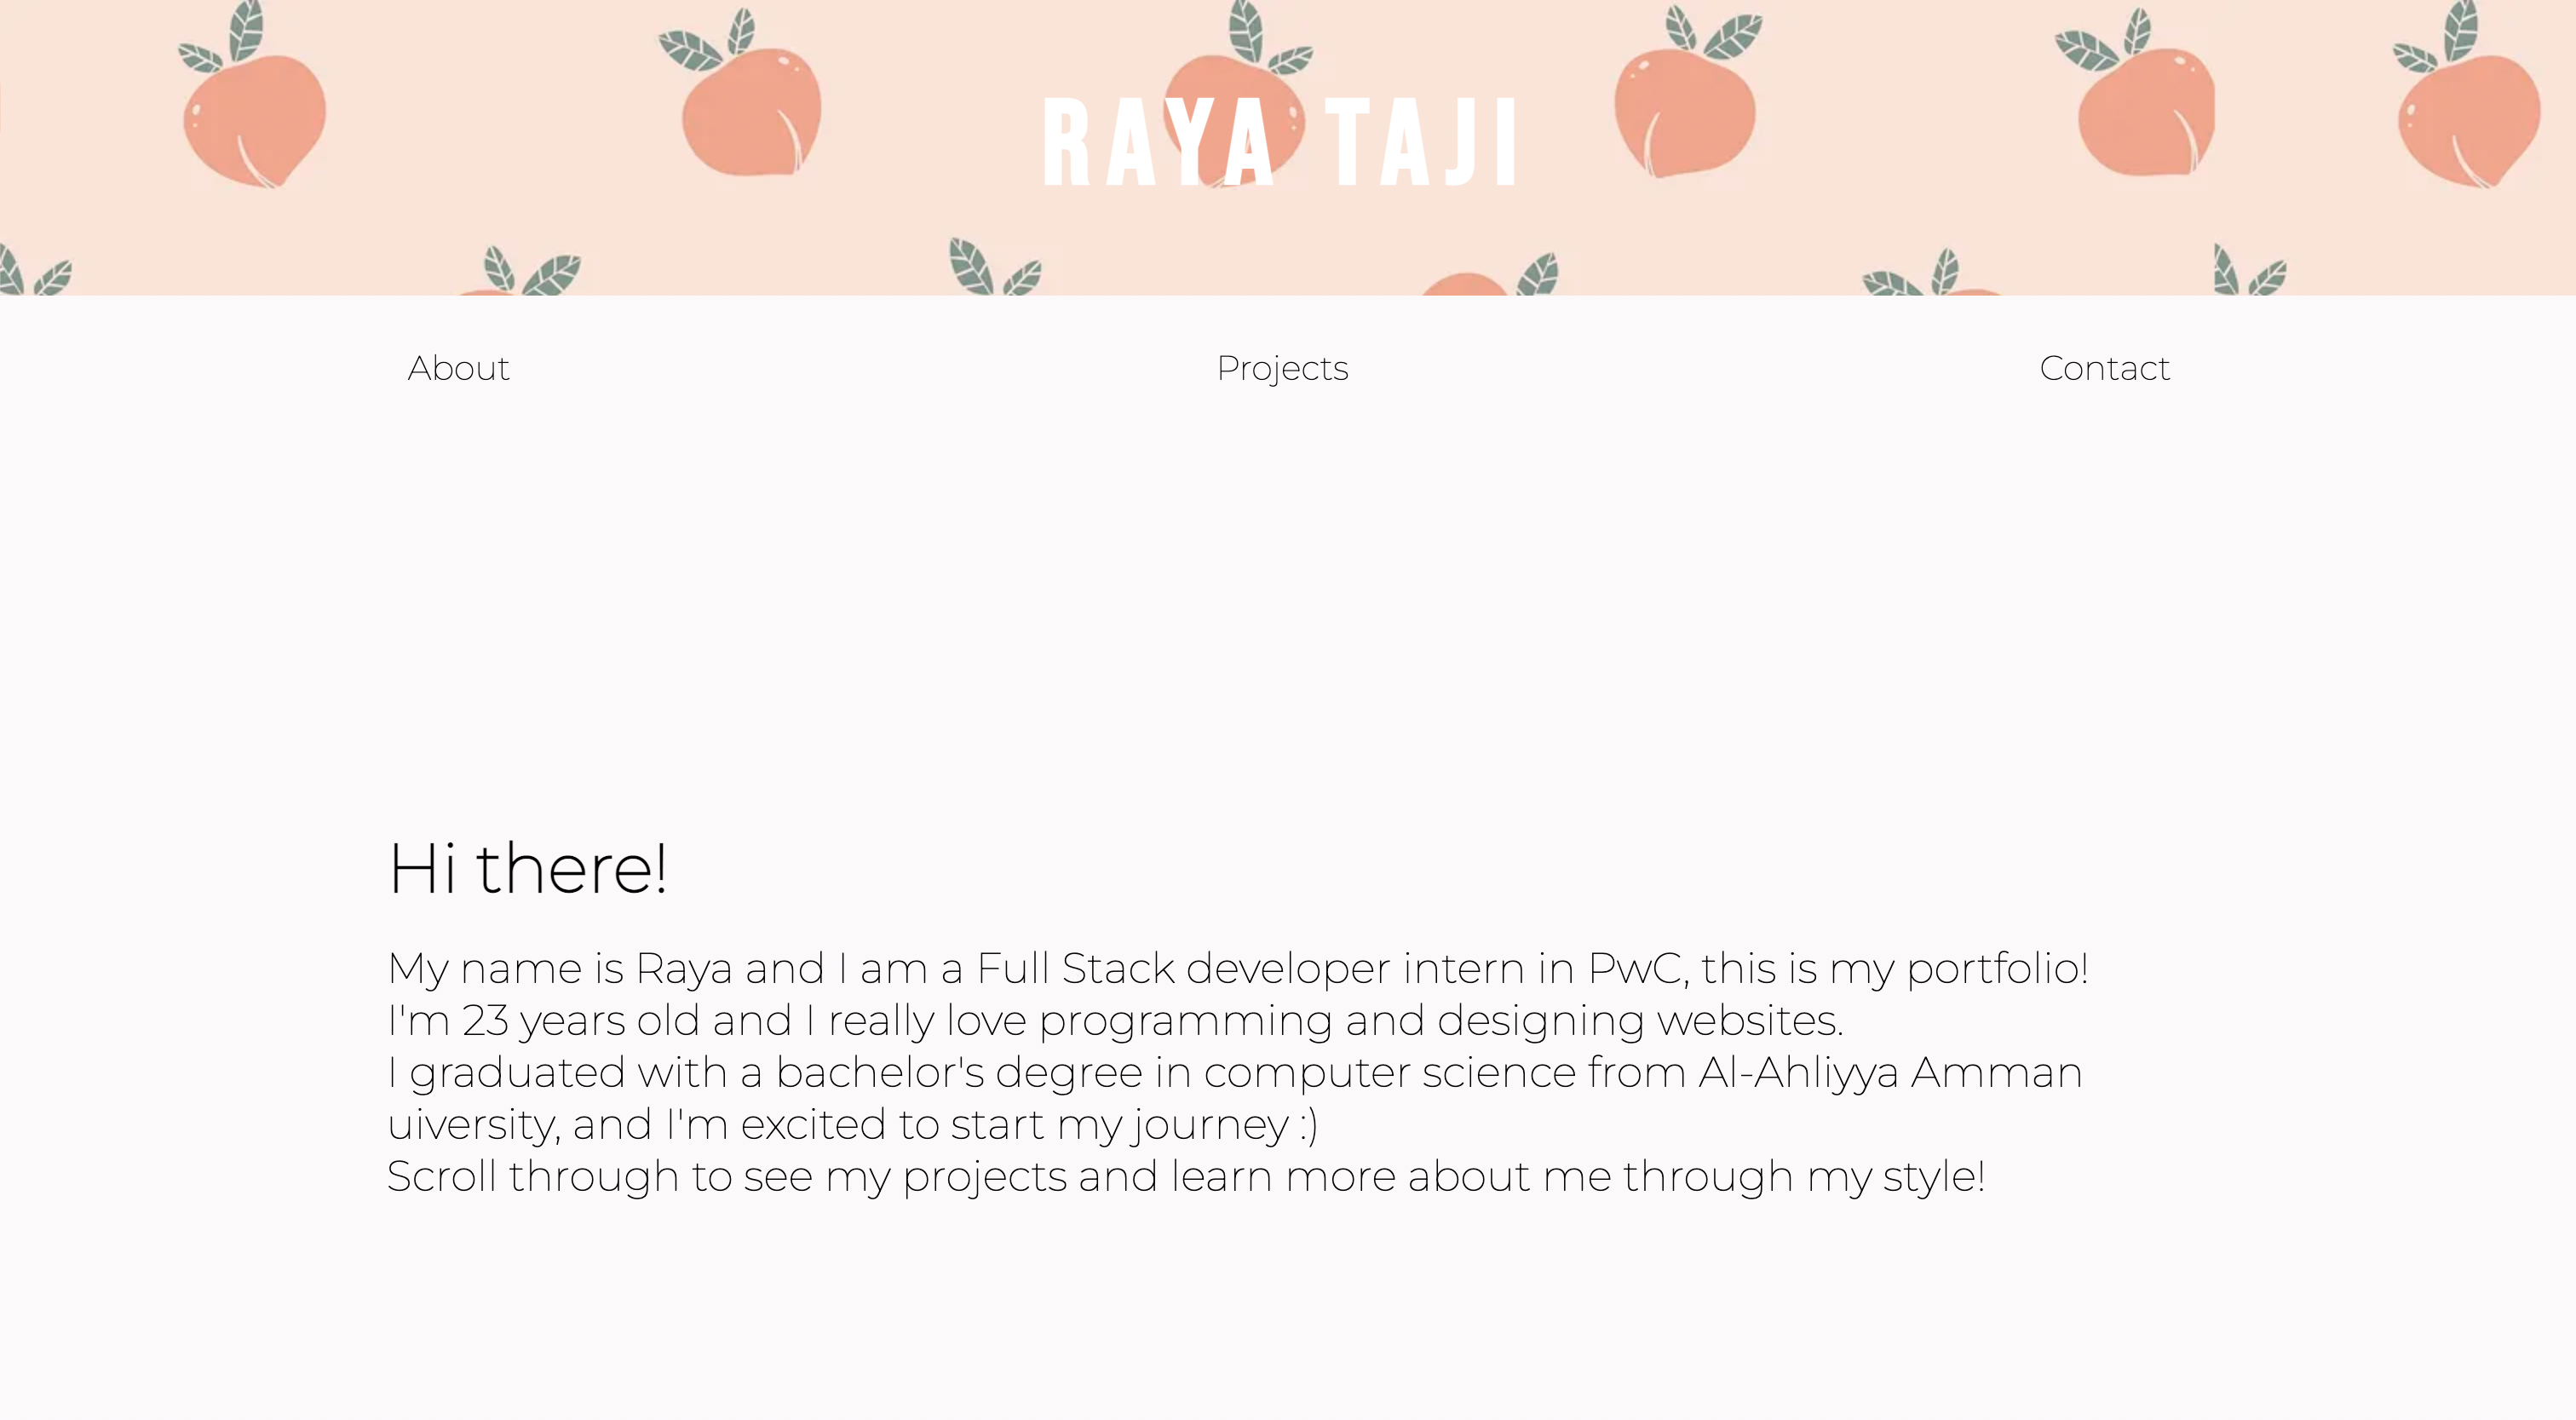 RAYA TAJI
About
Projects
Contact
Hi there!
My name is Raya and I am a Full Stack developer intern in PwC, this is my portfolio!
I'm 23 years old and I really love programming and designing websites.
I graduated with a bachelor's degree in computer science from Al-Ahliyya Amman
uiversity, and I'm excited to start my journey :)
Scroll through to see my projects and learn more about me through my style!